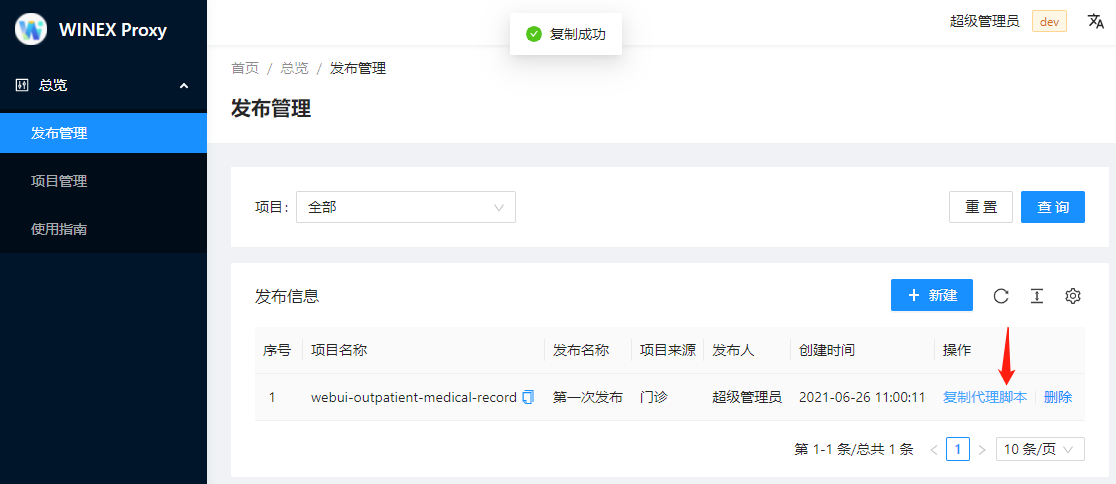 WINEX Proxy
复制成功
超级管理员 dev
总览
首页 / 总览 / 发布管理
发布管理
发布管理
项目管理
使用指南
项目: 全部
重 置 查 询
发布信息
+ 新建
序号 项目名称 发布名称 项目来源 发布人 创建时间 操作
1 webui-outpatient-medical-record 第一次发布 门诊 超级管理员 2021-06-26 11:00:11 复制代理脚本 删除
第 1-1 条/总共 1 条 < 1 > 10 条/页